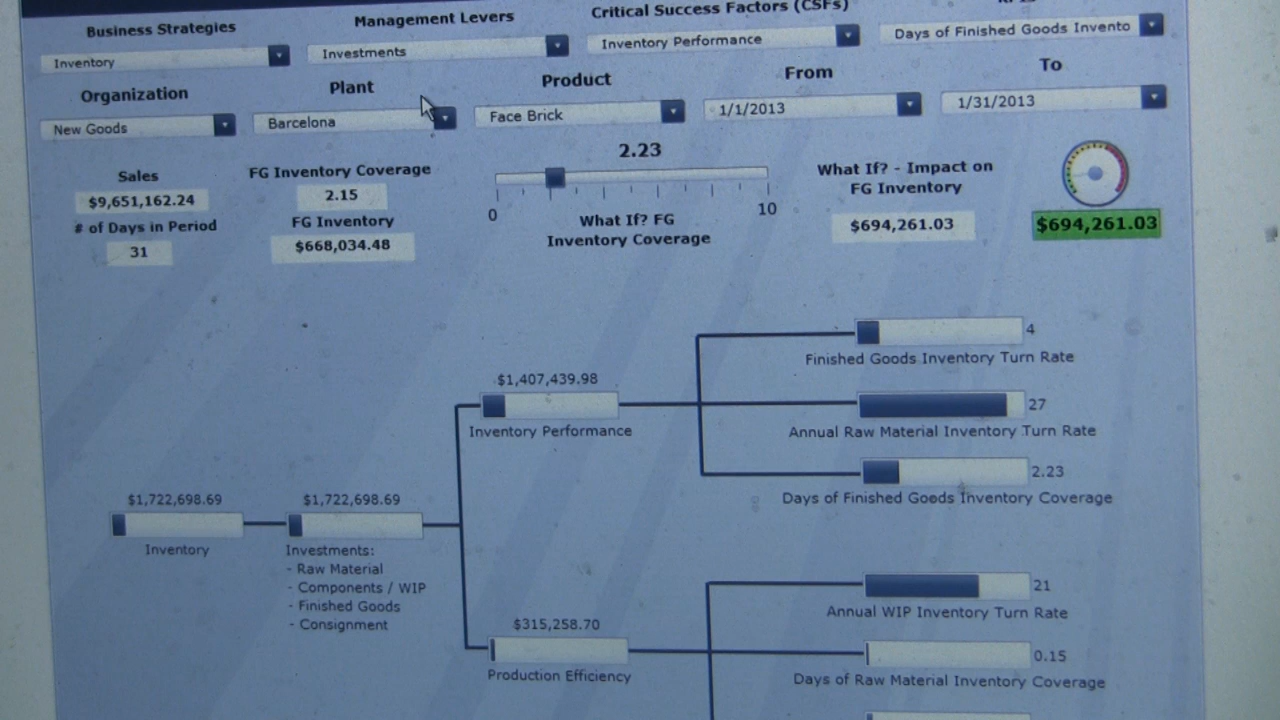 Business Strategies
Management Levers
Critical Success Factors (CSFs)
Inventory
Investments
Inventory Performance
Days of Finished Goods Invento
Organization
Plant
Product
From
To
New Goods
Barcelona
Face Brick
1/1/2013
1/31/2013
Sales
$9,651,162.24
# of Days in Period
31
FG Inventory Coverage
2.15
FG Inventory
$668,034.48
2.23
0
10
What If? FG
Inventory Coverage
What If? - Impact on
FG Inventory
$694,261.03
$694,261.03
4
Finished Goods Inventory Turn Rate
$1,407,439.98
Inventory Performance
27
Annual Raw Material Inventory Turn Rate
2.23
Days of Finished Goods Inventory Coverage
$1,722,698.69
Inventory
$1,722,698.69
Investments:
- Raw Material
- Components / WIP
- Finished Goods
- Consignment
21
Annual WIP Inventory Turn Rate
$315,258.70
Production Efficiency
0.15
Days of Raw Material Inventory Coverage